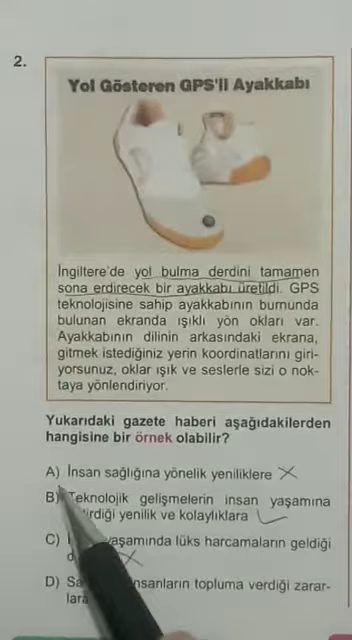 2.
Yol Gösteren GPS'li Ayakkabı
İngiltere'de yol bulma derdini tamamen
sona erdirecek bir ayakkabı üretildi. GPS
teknolojisine sahip ayakkabının burnunda
bulunan ekranda ışıklı yön okları var.
Ayakkabının dilinin arkasındaki ekrana,
gitmek istediğiniz yerin koordinatlarını giri-
yorsunuz, oklar ışık ve seslerle sizi o nok-
taya yönlendiriyor.
Yukarıdaki gazete haberi aşağıdakilerden
hangisine bir örnek olabilir?
A) İnsan sağlığına yönelik yeniliklere
B) Teknolojik gelişmelerin insan yaşamına
yenilik ve kolaylıklara
C) yaşamında lüks harcamaların geldiği
D) insanların topluma verdiği zarar-
lara